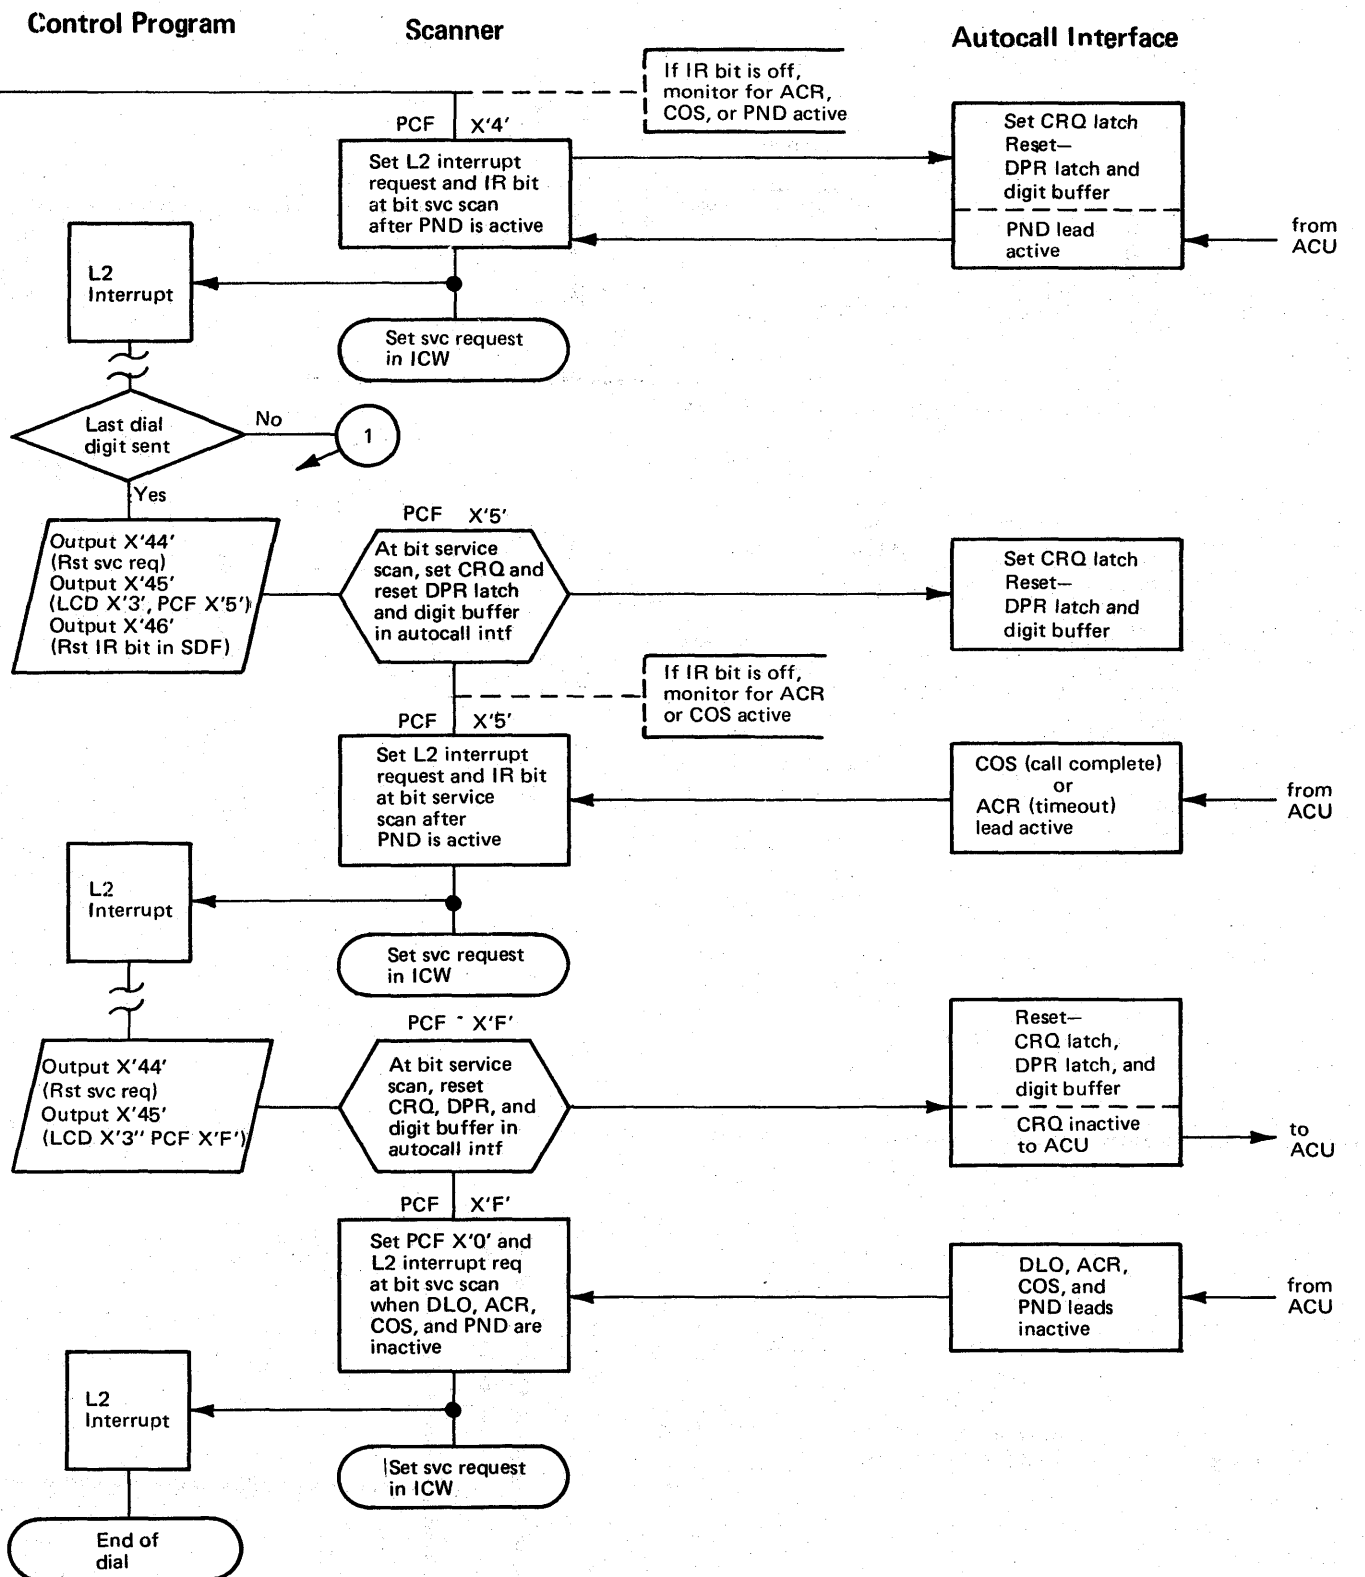 Control Program
Scanner
Autocall Interface
If IR bit is off,
monitor for ACR,
COS, or PND active
PCF X'4'
Set L2 interrupt
request and IR bit
at bit svc scan
after PND is active
Set CRQ latch
Reset—
DPR latch and
digit buffer
PND lead
active
from
ACU
L2
Interrupt
Set svc request
in ICW
Last dial
digit sent
No
1
Yes
Output X'44'
(Rst svc req)
Output X'45'
(LCD X'3', PCF X'5')
Output X'46'
(Rst IR bit in SDF)
PCF X'5'
At bit service
scan, set CRQ and
reset DPR latch
and digit buffer
in autocall intf
Set CRQ latch
Reset—
DPR latch and
digit buffer
If IR bit is off,
monitor for ACR
or COS active
PCF X'5'
Set L2 interrupt
request and IR bit
at bit service
scan after
PND is active
COS (call complete)
or
ACR (timeout)
lead active
from
ACU
L2
Interrupt
Set svc request
in ICW
Output X'44'
(Rst svc req)
Output X'45'
(LCD X'3'' PCF X'F')
PCF X'F'
At bit service
scan, reset
CRQ, DPR, and
digit buffer in
autocall intf
Reset—
CRQ latch,
DPR latch, and
digit buffer
CRQ inactive
to ACU
to
ACU
PCF X'F'
Set PCF X'0' and
L2 interrupt req
at bit svc scan
when DLO, ACR,
COS, and PND are
inactive
DLO, ACR,
COS, and
PND leads
inactive
from
ACU
L2
Interrupt
Set svc request
in ICW
End of
dial